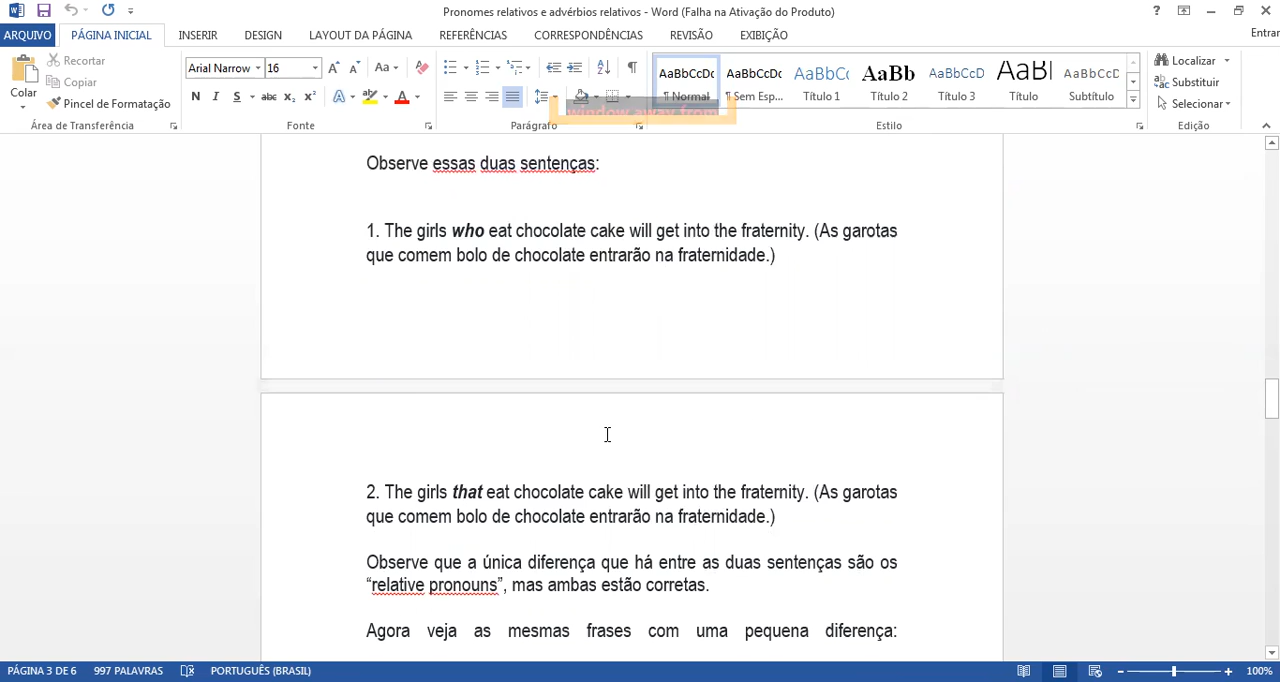 Pronomes relativos e advérbios relativos - Word (Falha na Ativação do Produto)
ARQUIVO PÁGINA INICIAL INSERIR DESIGN LAYOUT DA PÁGINA REFERÊNCIAS CORRESPONDÊNCIAS REVISÃO EXIBIÇÃO Entrar
Colar
Recortar
Copiar
Pincel de Formatação
Área de Transferência
Arial Narrow 16 Aa
N I S abc x₂ x² A A
Fonte
Parágrafo
window away from
AaBbCcDc AaBbCcDc AaBbCc AaBb AaBbCcD AaBl AaBbCcD
¶ Normal ¶ Sem Esp... Título 1 Título 2 Título 3 Título Subtítulo
Estilo
Localizar
Substituir
Selecionar
Edição
Observe essas duas sentenças:
1. The girls who eat chocolate cake will get into the fraternity. (As garotas
que comem bolo de chocolate entrarão na fraternidade.)
2. The girls that eat chocolate cake will get into the fraternity. (As garotas
que comem bolo de chocolate entrarão na fraternidade.)
Observe que a única diferença que há entre as duas sentenças são os
“relative pronouns”, mas ambas estão corretas.
Agora veja as mesmas frases com uma pequena diferença:
PÁGINA 3 DE 6 997 PALAVRAS PORTUGUÊS (BRASIL) 100%